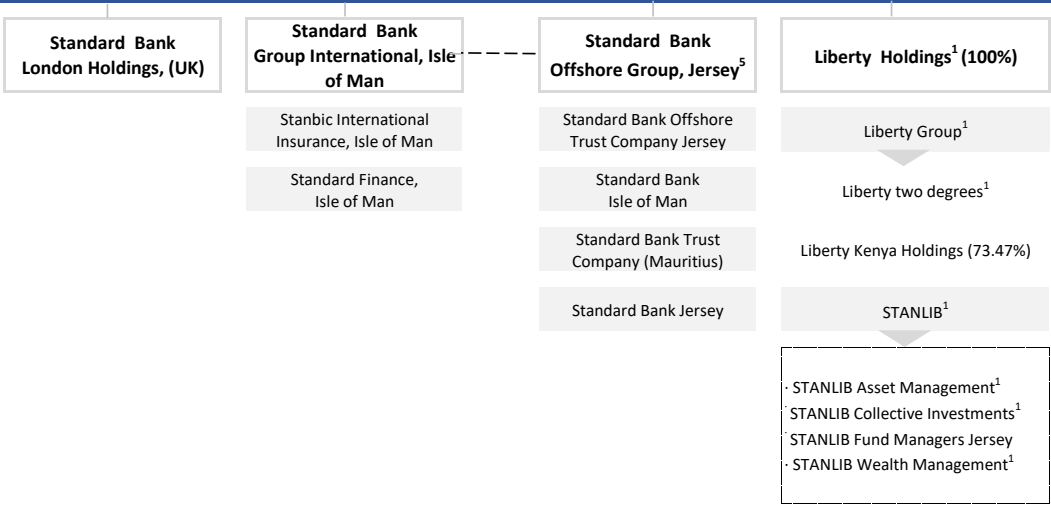 Standard Bank
London Holdings, (UK)
Standard Bank
Group International, Isle
of Man
Stanbic International
Insurance, Isle of Man
Standard Finance,
Isle of Man
Standard Bank
Offshore Group, Jersey⁵
Standard Bank Offshore
Trust Company Jersey
Standard Bank
Isle of Man
Standard Bank Trust
Company (Mauritius)
Standard Bank Jersey
Liberty Holdings¹ (100%)
Liberty Group¹
Liberty two degrees¹
Liberty Kenya Holdings (73.47%)
STANLIB¹
· STANLIB Asset Management¹
· STANLIB Collective Investments¹
· STANLIB Fund Managers Jersey
· STANLIB Wealth Management¹